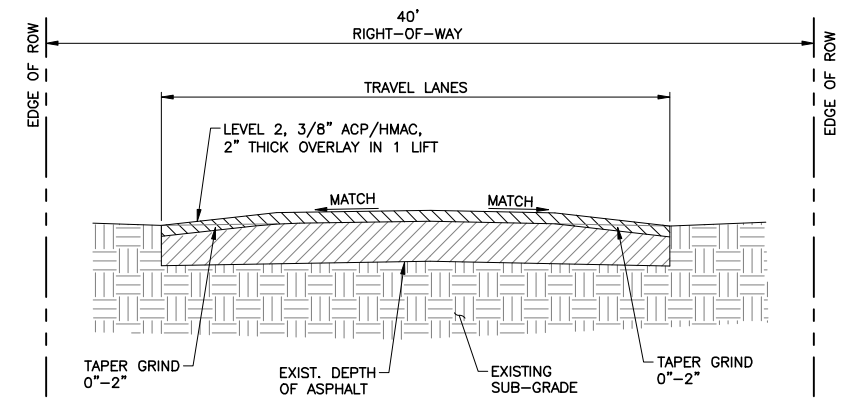 40'
RIGHT-OF-WAY
EDGE OF ROW
EDGE OF ROW
TRAVEL LANES
LEVEL 2, 3/8" ACP/HMAC,
2" THICK OVERLAY IN 1 LIFT
MATCH
MATCH
TAPER GRIND
0"-2"
EXIST. DEPTH
OF ASPHALT
EXISTING
SUB-GRADE
TAPER GRIND
0"-2"